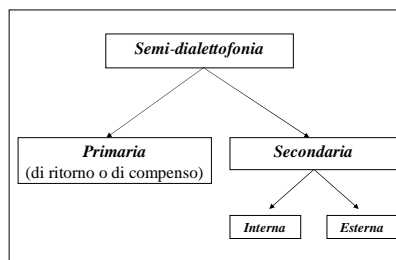 Semi-dialettofonia
Primaria
(di ritorno o di compenso)
Secondaria
Interna
Esterna